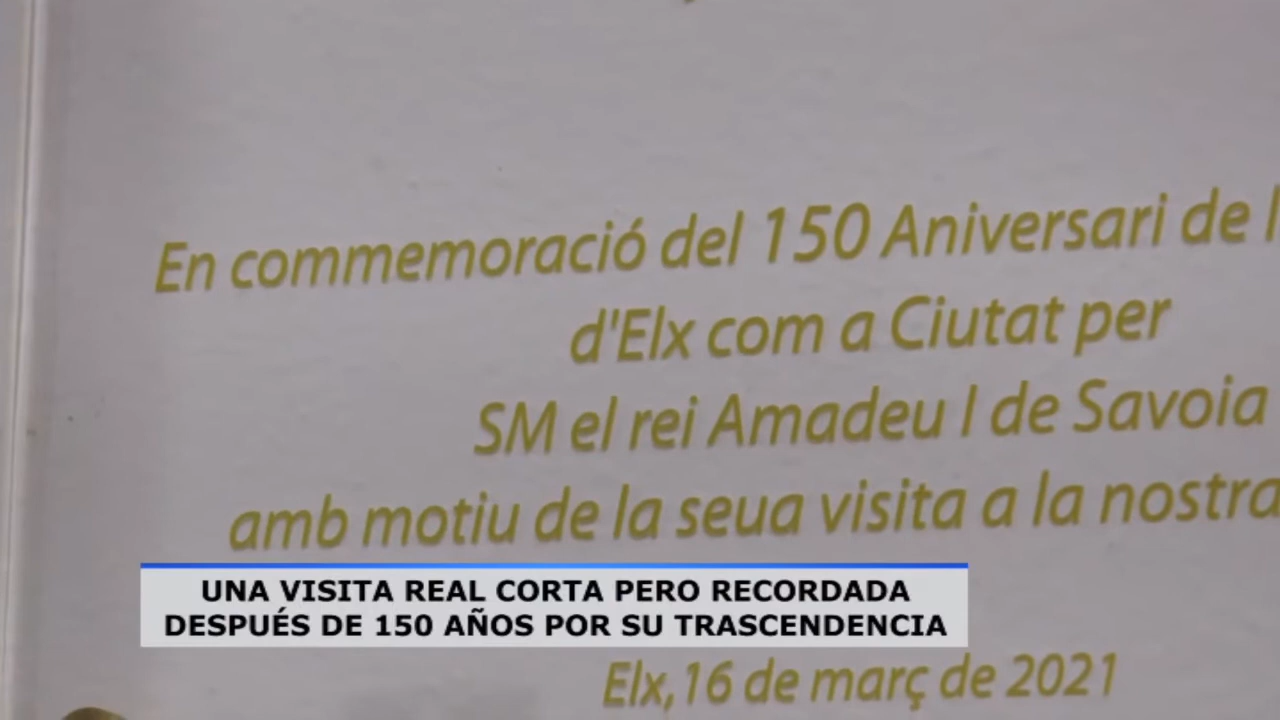 En commemoració del 150 Aniversari de
d'Elx com a Ciutat per
SM el rei Amadeu I de Savoia
amb motiu de la seua visita a la nostra
UNA VISITA REAL CORTA PERO RECORDADA
DESPUÉS DE 150 AÑOS POR SU TRASCENDENCIA
Elx, 16 de març de 2021